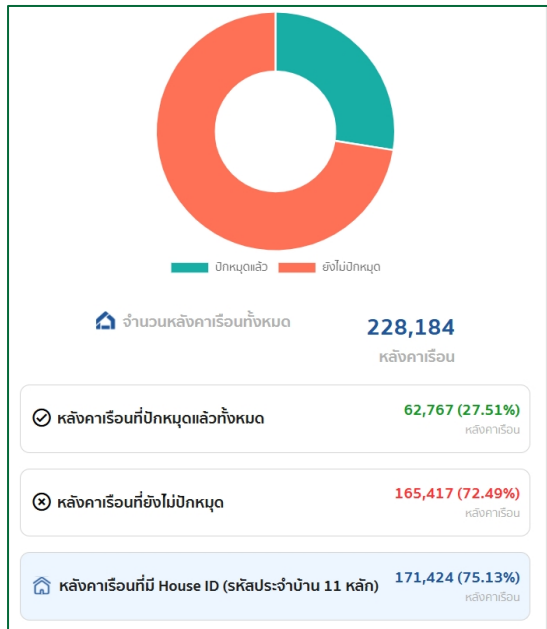 ปักหมุดแล้ว ยังไม่ปักหมุด
จำนวนหลังคาเรือนทั้งหมด 228,184
หลังคาเรือน
หลังคาเรือนที่ปักหมุดแล้วทั้งหมด 62,767 (27.51%)
หลังคาเรือน
หลังคาเรือนที่ยังไม่ปักหมุด 165,417 (72.49%)
หลังคาเรือน
หลังคาเรือนที่มี House ID (รหัสประจำบ้าน 11 หลัก) 171,424 (75.13%)
หลังคาเรือน